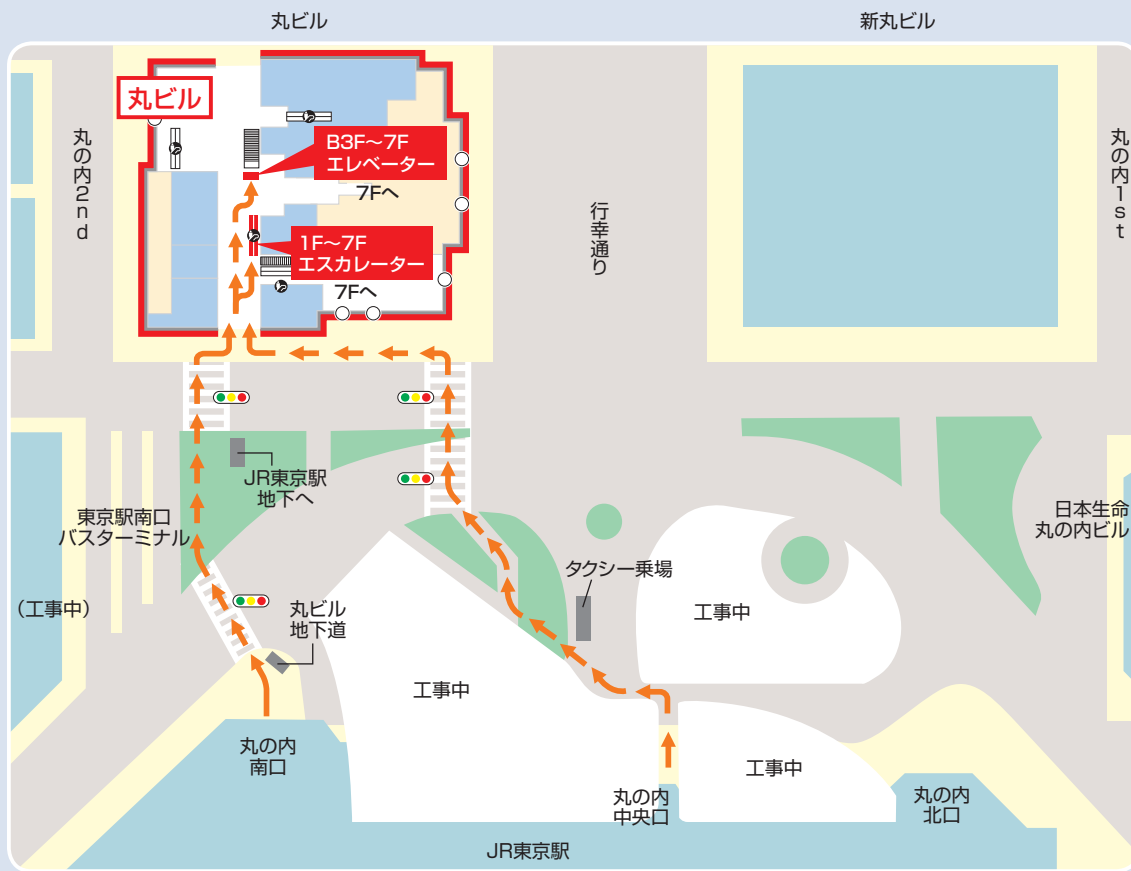 丸ビル
新丸ビル
丸ビル
B3F〜7F
エレベーター
7Fへ
1F〜7F
エスカレーター
7Fへ
丸の内2nd
行幸通り
丸の内1st
JR東京駅
地下へ
東京駅南口
バスターミナル
日本生命
丸の内ビル
タクシー乗場
（工事中）
丸ビル
地下道
工事中
工事中
丸の内
南口
工事中
丸の内
中央口
丸の内
北口
JR東京駅